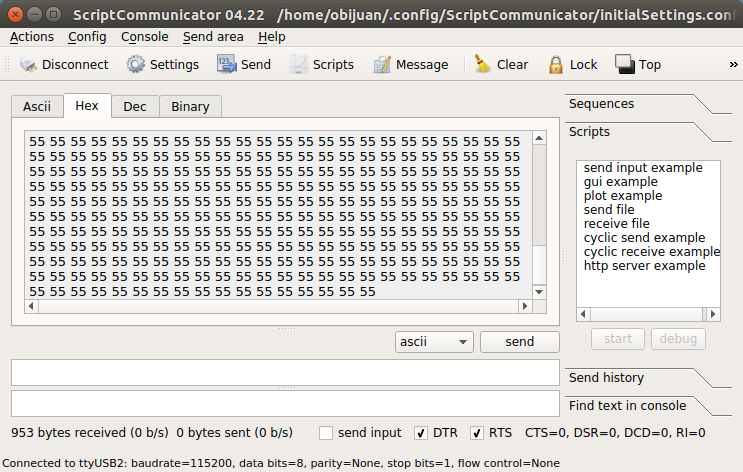 ScriptCommunicator 04.22 /home/obijuan/.config/ScriptCommunicator/initialSettings.conf
Actions Config Console Send area Help
Disconnect Settings Send Scripts Message Clear Lock Top »
Ascii Hex Dec Binary
55 55 55 55 55 55 55 55 55 55 55 55 55 55 55 55 55 55 55 55 55 55 55 55
55 55 55 55 55 55 55 55 55 55 55 55 55 55 55 55 55 55 55 55 55 55 55 55
55 55 55 55 55 55 55 55 55 55 55 55 55 55 55 55 55 55 55 55 55 55 55 55
55 55 55 55 55 55 55 55 55 55 55 55 55 55 55 55 55 55 55 55 55 55 55 55
55 55 55 55 55 55 55 55 55 55 55 55 55 55 55 55 55 55 55 55 55 55 55 55
55 55 55 55 55 55 55 55 55 55 55 55 55 55 55 55 55 55 55 55 55 55 55 55
55 55 55 55 55 55 55 55 55 55 55 55 55 55 55 55 55 55 55 55 55 55 55 55
55 55 55 55 55 55 55 55 55 55 55 55 55 55 55 55 55 55 55 55 55 55 55 55
55 55 55 55 55 55 55 55 55 55 55 55 55 55 55 55 55 55 55 55 55 55 55 55
55 55 55 55 55 55 55 55 55 55 55 55 55 55 55 55 55 55 55 55 55 55 55 55
55 55 55 55 55 55 55 55 55 55 55 55 55 55 55 55 55
ascii send
Sequences
Scripts
send input example
gui example
plot example
send file
receive file
cyclic send example
cyclic receive example
http server example
start debug
Send history
Find text in console
953 bytes received (0 b/s) 0 bytes sent (0 b/s) send input DTR RTS CTS=0, DSR=0, DCD=0, RI=0
Connected to ttyUSB2: baudrate=115200, data bits=8, parity=None, stop bits=1, flow control=None